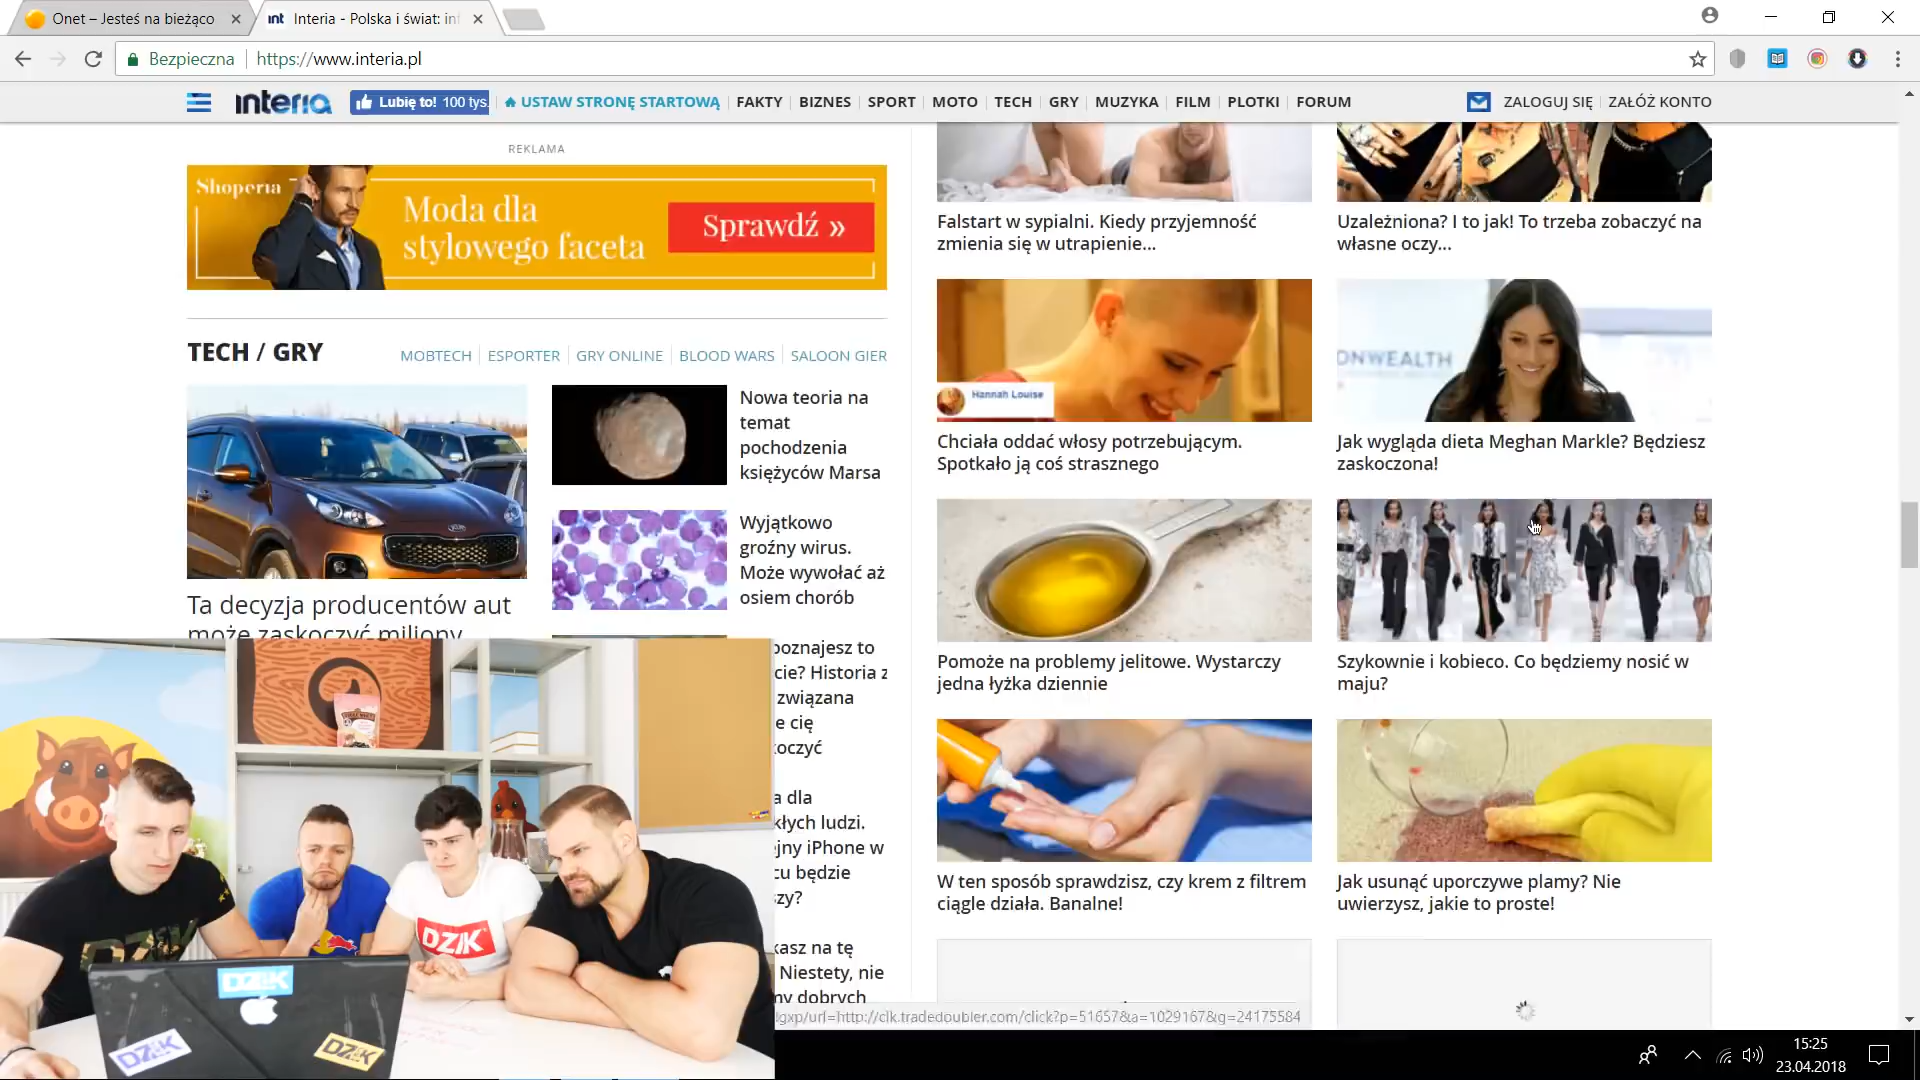 Onet – Jesteś na bieżąco
Interia - Polska i świat: inf
Bezpieczna
https://www.interia.pl
interia
Lubię to! 100 tys.
USTAW STRONĘ STARTOWĄ
FAKTY
BIZNES
SPORT
MOTO
TECH
GRY
MUZYKA
FILM
PLOTKI
FORUM
ZALOGUJ SIĘ
ZAŁÓŻ KONTO
REKLAMA
Shoperia
Moda dla
stylowego faceta
Sprawdź »
TECH / GRY
MOBTECH
ESPORTER
GRY ONLINE
BLOOD WARS
SALOON GIER
Nowa teoria na
temat
pochodzenia
księżyców Marsa
Wyjątkowo
groźny wirus.
Może wywołać aż
osiem chorób
Ta decyzja producentów aut
może zaskoczyć miliony
poznajesz to
cie? Historia z
związana
e cię
oczyć
a dla
kłych ludzi.
ejny iPhone w
cu będzie
szy?
kasz na tę
Niestety, nie
my dobrych
Falstart w sypialni. Kiedy przyjemność
zmienia się w utrapienie...
Uzależniona? I to jak! To trzeba zobaczyć na
własne oczy...
Hannah Louise
Chciała oddać włosy potrzebującym.
Spotkało ją coś strasznego
ONWEALTH
Jak wygląda dieta Meghan Markle? Będziesz
zaskoczona!
Pomoże na problemy jelitowe. Wystarczy
jedna łyżka dziennie
Szykownie i kobieco. Co będziemy nosić w
maju?
W ten sposób sprawdzisz, czy krem z filtrem
ciągle działa. Banalne!
Jak usunąć uporczywe plamy? Nie
uwierzysz, jakie to proste!
dgxp/url=http://clk.tradedoubler.com/click?p=51657&a=1029167&g=24175584
DZIK
DZIK
DZIK
DZIK
DZIK
15:25
23.04.2018